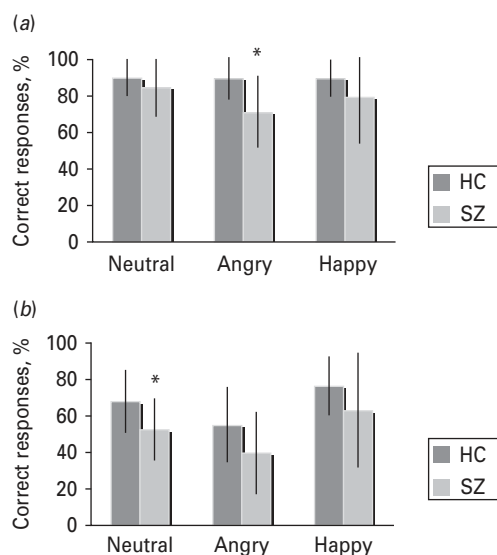 (a)
Correct responses, %
100
80
60
40
20
0
*
Neutral Angry Happy
HC
SZ
(b)
Correct responses, %
100
80
60
40
20
0
*
Neutral Angry Happy
HC
SZ